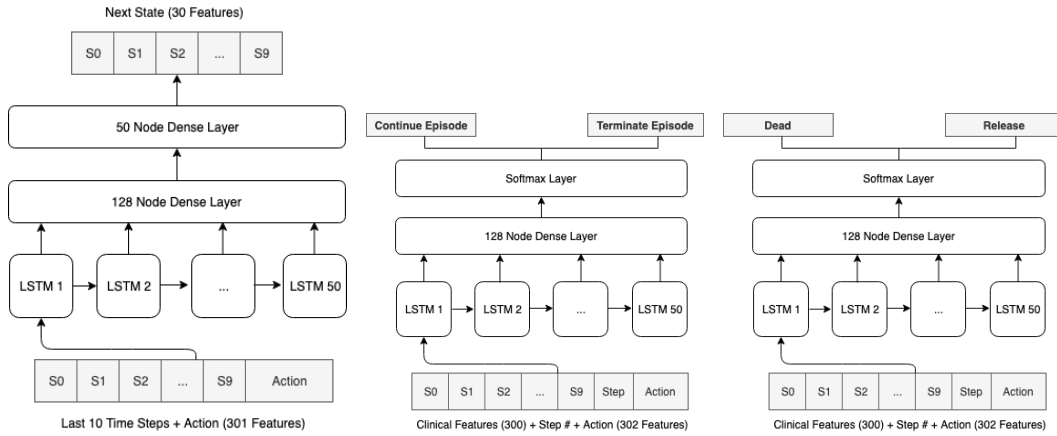 Next State (30 Features)
S0 S1 S2 ... S9
50 Node Dense Layer
128 Node Dense Layer
LSTM 1 LSTM 2 ... LSTM 50
S0 S1 S2 ... S9 Action
Last 10 Time Steps + Action (301 Features)
Continue Episode Terminate Episode
Softmax Layer
128 Node Dense Layer
LSTM 1 LSTM 2 ... LSTM 50
S0 S1 S2 ... S9 Step Action
Clinical Features (300) + Step # + Action (302 Features)
Dead Release
Softmax Layer
128 Node Dense Layer
LSTM 1 LSTM 2 ... LSTM 50
S0 S1 S2 ... S9 Step Action
Clinical Features (300) + Step # + Action (302 Features)